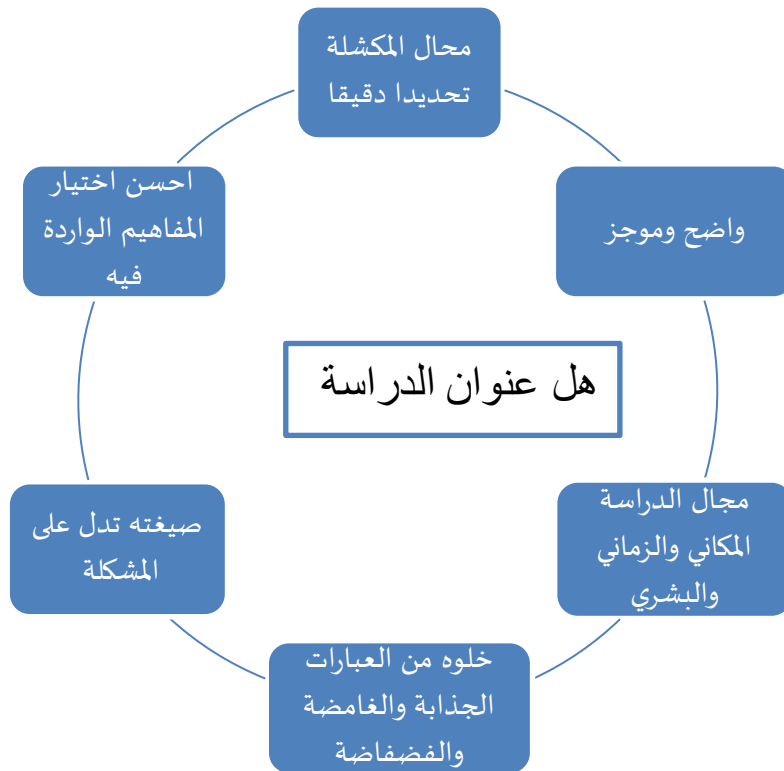 محال المكشلة
تحديدا دقيقا
واضح وموجز
مجال الدراسة
المكاني والزماني
والبشري
خلوه من العبارات
الجذابة والغامضة
والفضفاضة
صيغته تدل على
المشكلة
احسن اختيار
المفاهيم الواردة
فيه
هل عنوان الدراسة